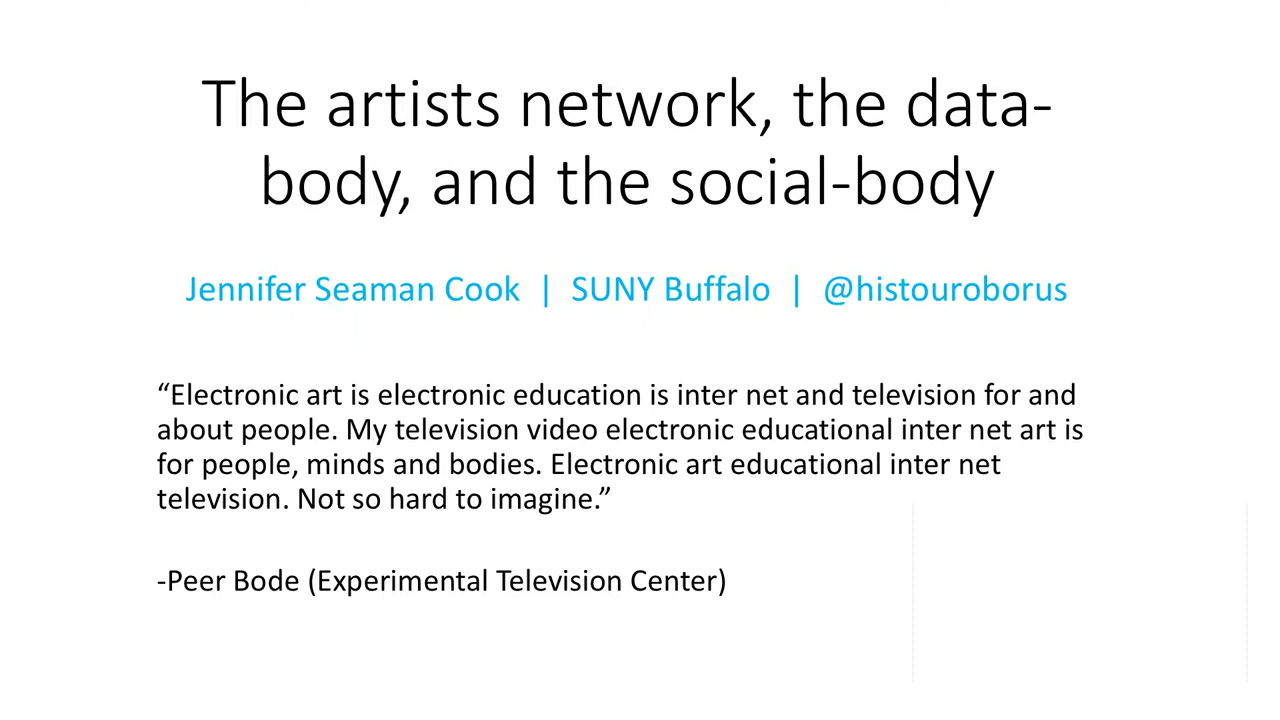 The artists network, the data-
body, and the social-body
Jennifer Seaman Cook | SUNY Buffalo | @histouroborus
“Electronic art is electronic education is inter net and television for and
about people. My television video electronic educational inter net art is
for people, minds and bodies. Electronic art educational inter net
television. Not so hard to imagine.”
-Peer Bode (Experimental Television Center)